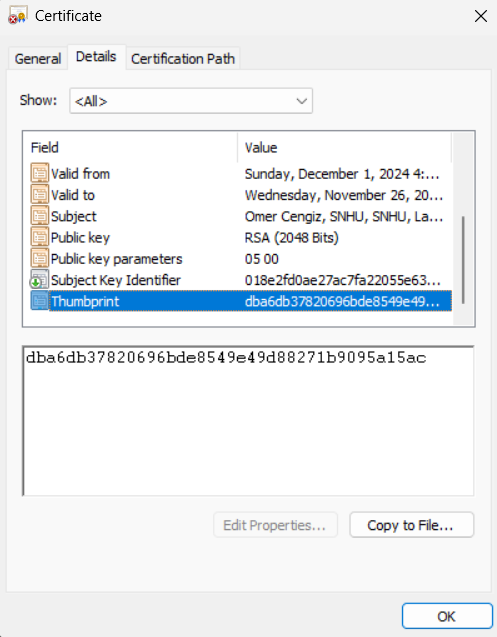 Certificate
General Details Certification Path
Show: <All>
Field Value
Valid from Sunday, December 1, 2024 4:...
Valid to Wednesday, November 26, 20...
Subject Omer Cengiz, SNHU, SNHU, La...
Public key RSA (2048 Bits)
Public key parameters 05 00
Subject Key Identifier 018e2fd0ae27ac7fa22055e63...
Thumbprint dba6db37820696bde8549e49...
dba6db37820696bde8549e49d88271b9095a15ac
Edit Properties... Copy to File...
OK